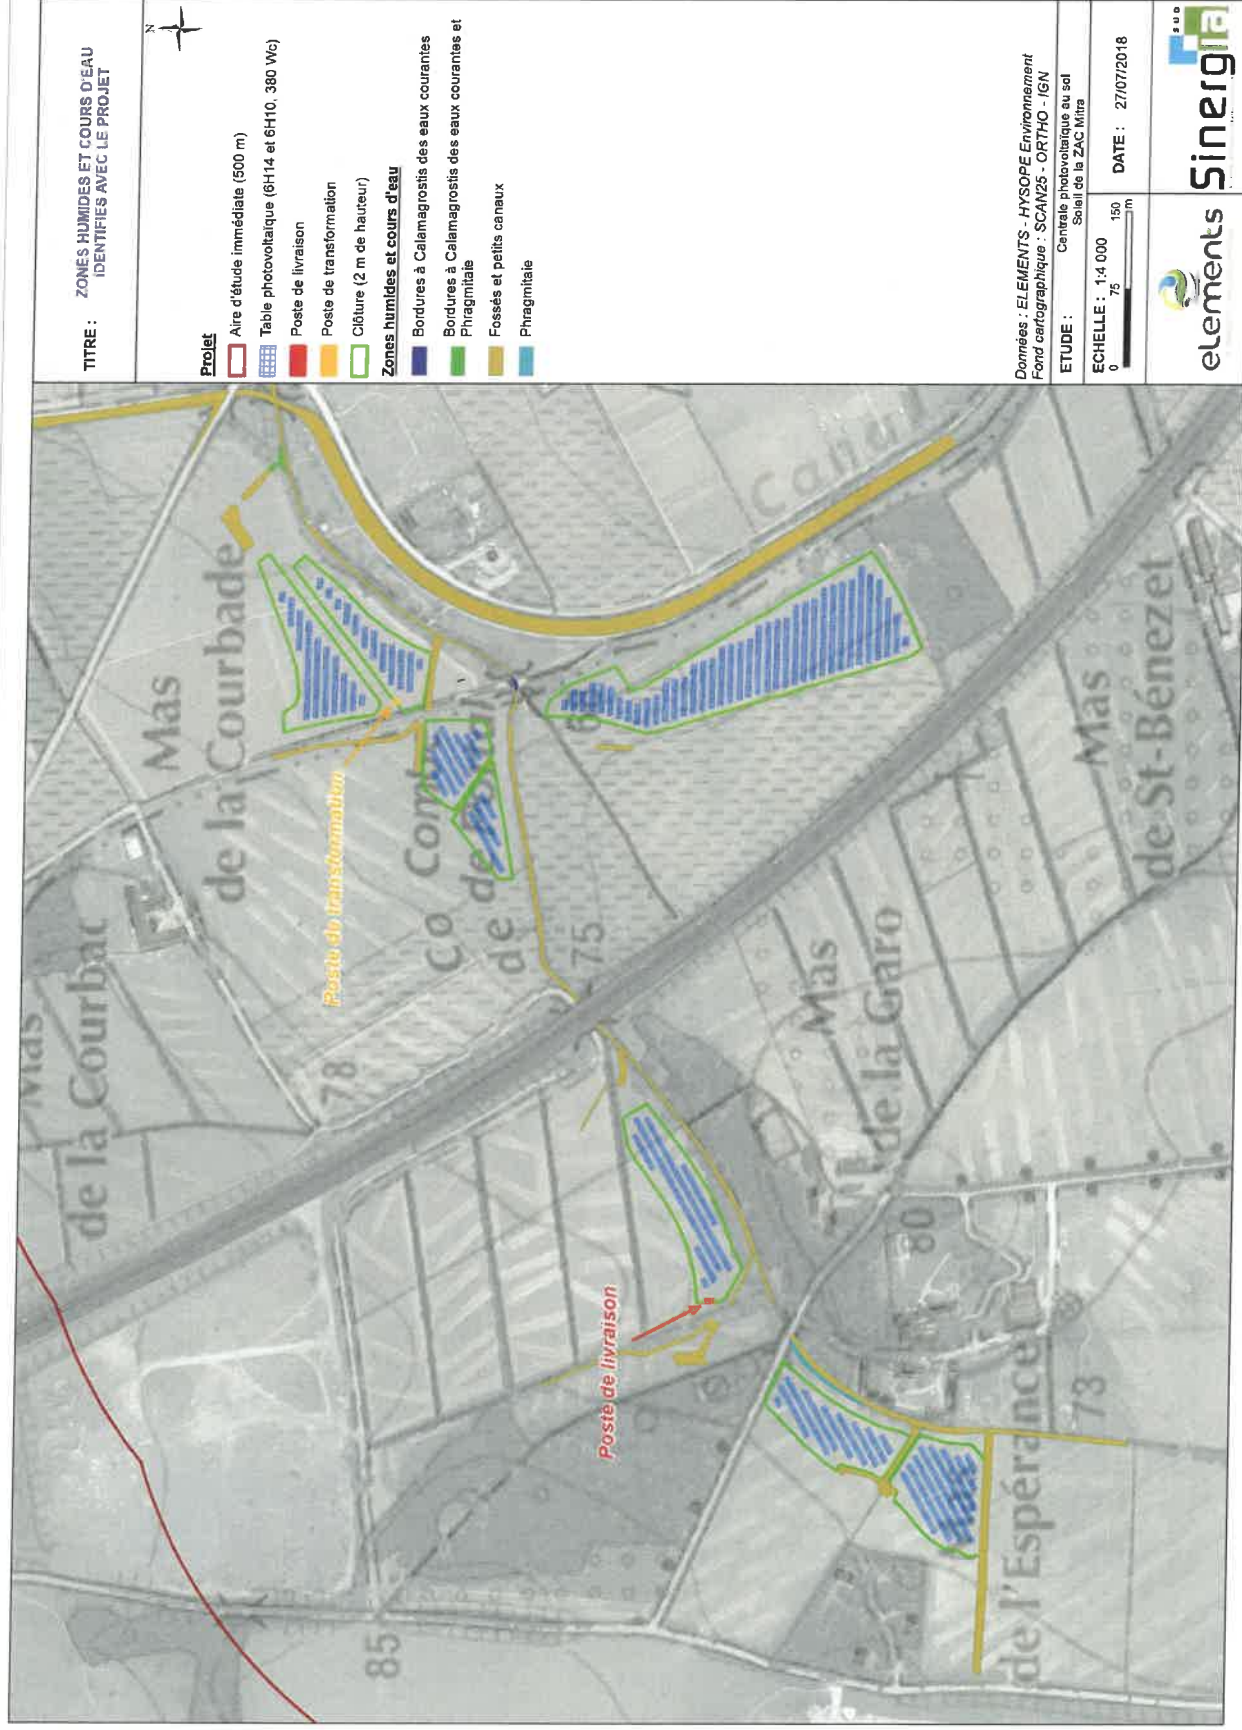 TITRE : ZONES HUMIDES ET COURS D'EAU
IDENTIFIES AVEC LE PROJET
N
Projet
Aire d'étude immédiate (500 m)
Table photovoltaïque (6H14 et 6H10, 380 Wc)
Poste de livraison
Poste de transformation
Clôture (2 m de hauteur)
Zones humides et cours d'eau
Bordures à Calamagrostis des eaux courantes
Bordures à Calamagrostis des eaux courantes et
Phragmitaie
Fossés et petits canaux
Phragmitaie
Données : ELEMENTS - HYSOPE Environnement
Fond cartographique : SCAN25 - ORTHO - IGN
ETUDE : Centrale photovoltaïque au sol
Soleil de la ZAC Mitra
ECHELLE : 1:4 000
0 75 150
m
DATE : 27/07/2018
elements
Sinergia
SUD
Mas
de la Courbac
Mas
de la Courbade
Poste de transformation
78
Co Com
de de
75
Canal
Mas
de la Garo
Mas
de St-Bénezet
Poste de livraison
80
85
de l'Espérance
73